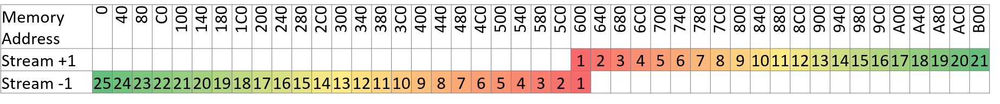 Memory Address 0 40 80 C0 100 140 180 1C0 200 240 280 2C0 300 340 380 3C0 400 440 480 4C0 500 540 580 5C0 600 640 680 6C0 700 740 780 7C0 800 840 880 8C0 900 940 980 9C0 A00 A40 A80 AC0 B00
Stream +1 1 2 3 4 5 6 7 8 9 10 11 12 13 14 15 16 17 18 19 20 21
Stream -1 25 24 23 22 21 20 19 18 17 16 15 14 13 12 11 10 9 8 7 6 5 4 3 2 1